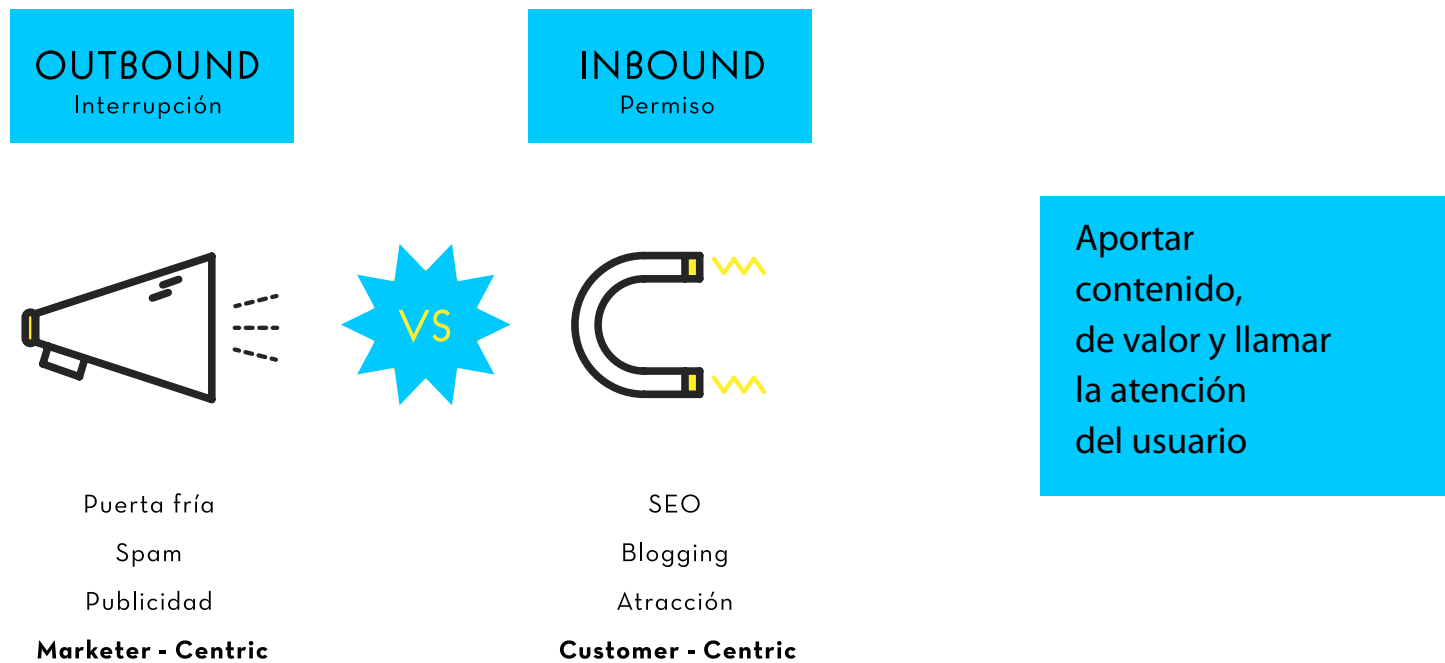 OUTBOUND
Interrupción
INBOUND
Permiso
VS
Puerta fría
Spam
Publicidad
Marketer - Centric
SEO
Blogging
Atracción
Customer - Centric
Aportar
contenido,
de valor y llamar
la atención
del usuario